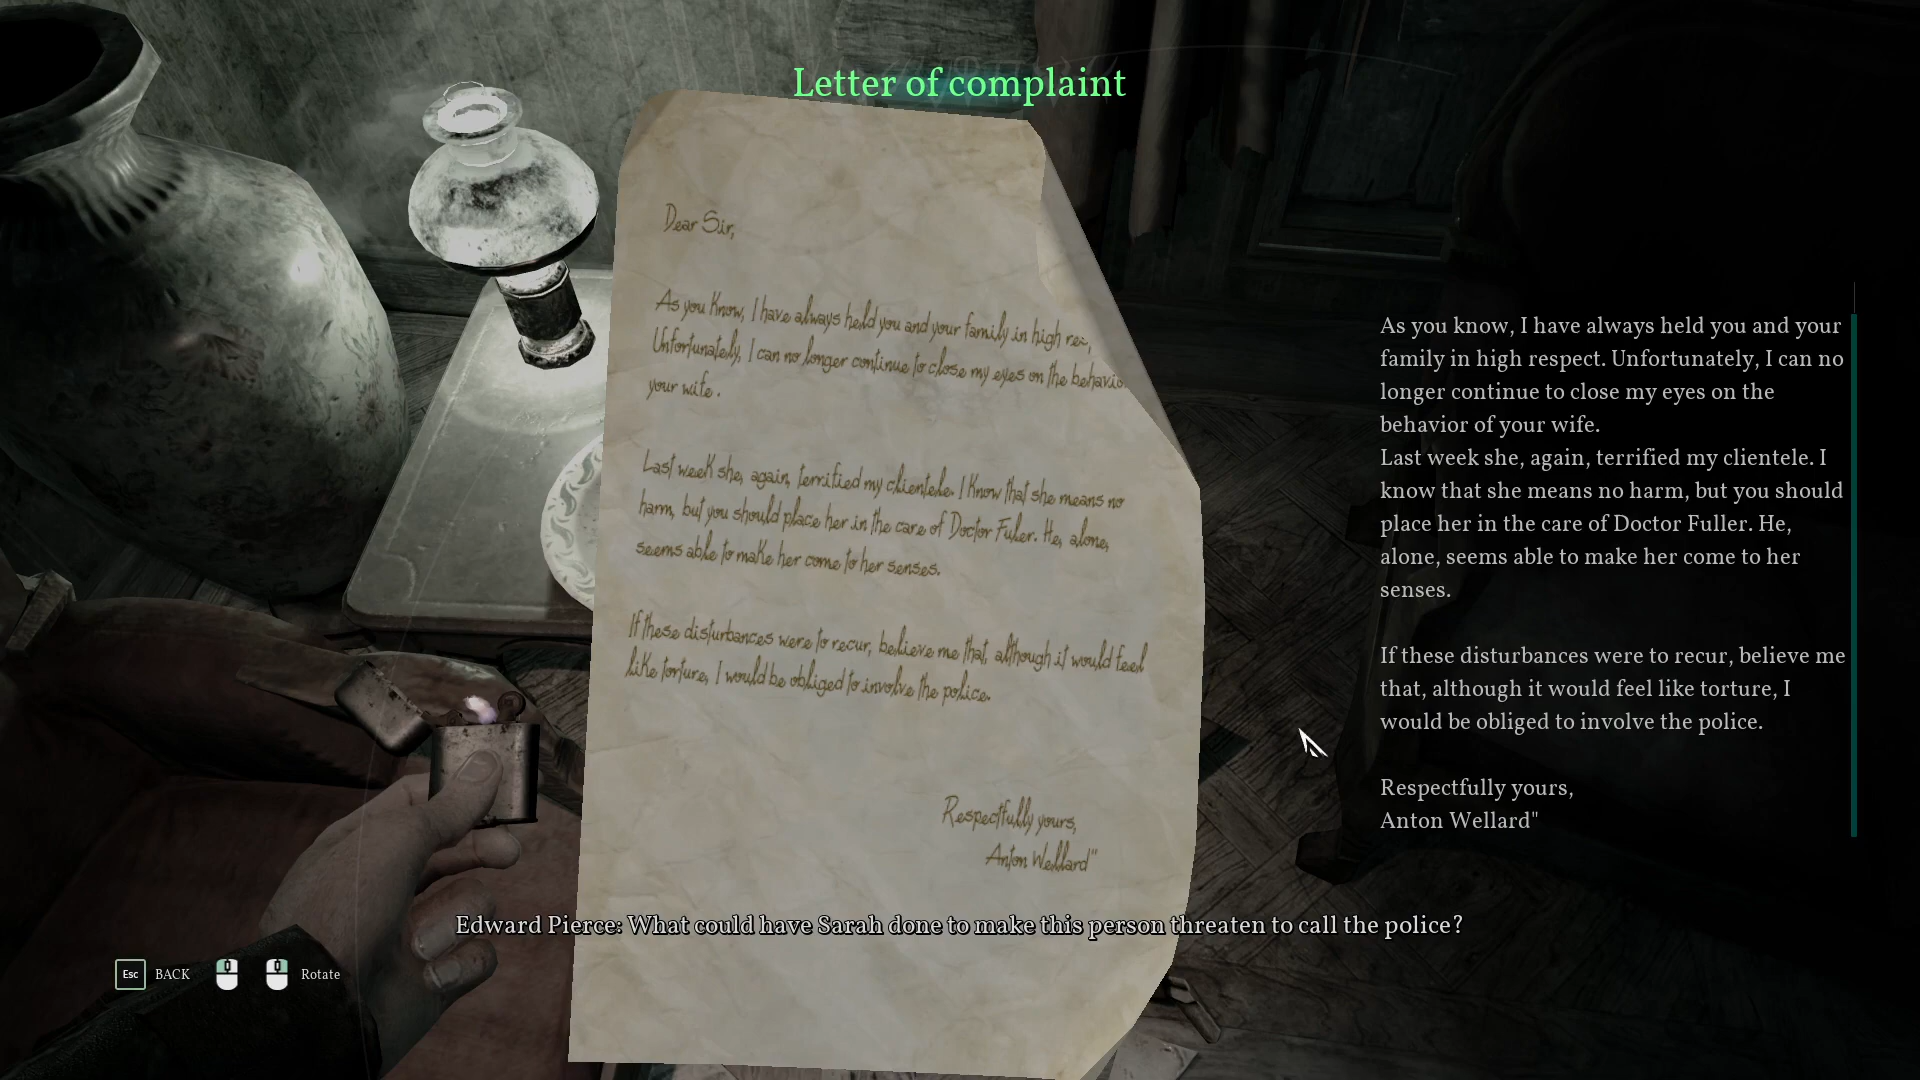 Letter of complaint
Dear Sir,
As you know, I have always held you and your family in high
Unfortunately, I can no longer continue to close my eyes on the
your wife.
Last week she, again, terrified my clientele. I know that she means no
harm, but you should place her in the care of Doctor Fuller. He, alone,
seems able to make her come to her senses.
If these disturbances were to recur, believe me that, although it would feel
like torture, I would be obliged to involve the police.
Respectfully yours,
Anton Wellard"
As you know, I have always held you and your
family in high respect. Unfortunately, I can no
longer continue to close my eyes on the
behavior of your wife.
Last week she, again, terrified my clientele. I
know that she means no harm, but you should
place her in the care of Doctor Fuller. He,
alone, seems able to make her come to her
senses.
If these disturbances were to recur, believe me
that, although it would feel like torture, I
would be obliged to involve the police.
Respectfully yours,
Anton Wellard"
Edward Pierce: What could have Sarah done to make this person threaten to call the police?
Esc BACK Rotate